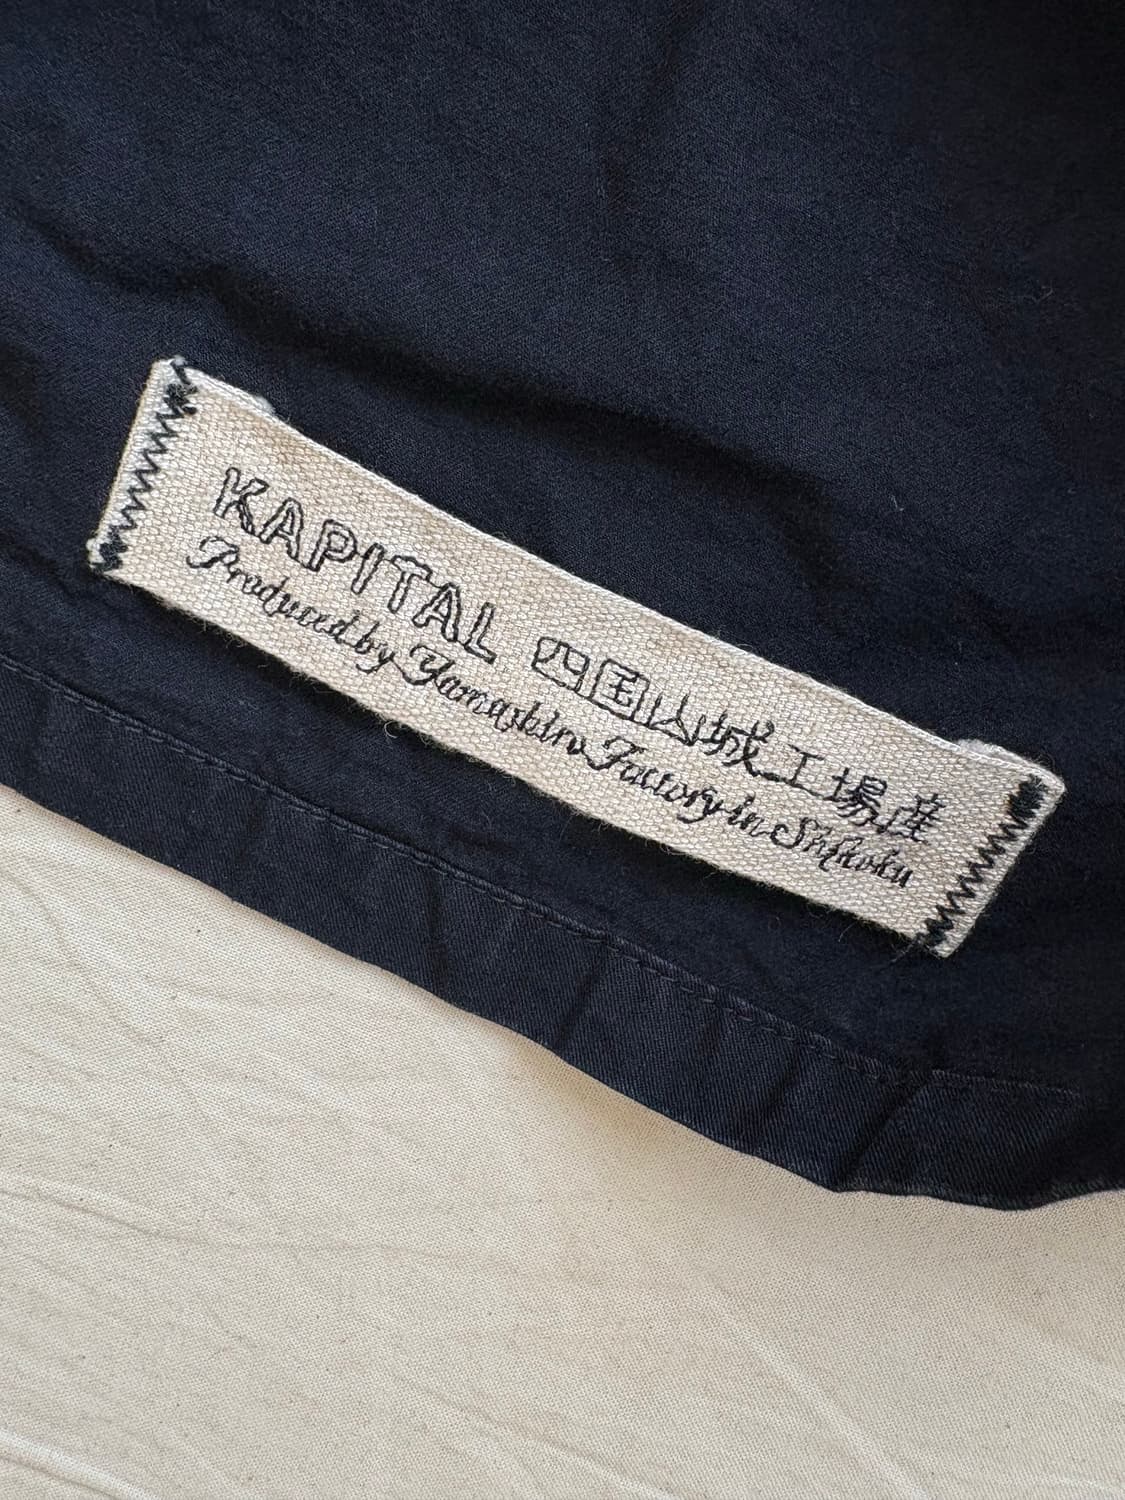 KAPITAL 四国山城工場産
Produced by Yamashiro Factory in Shikoku